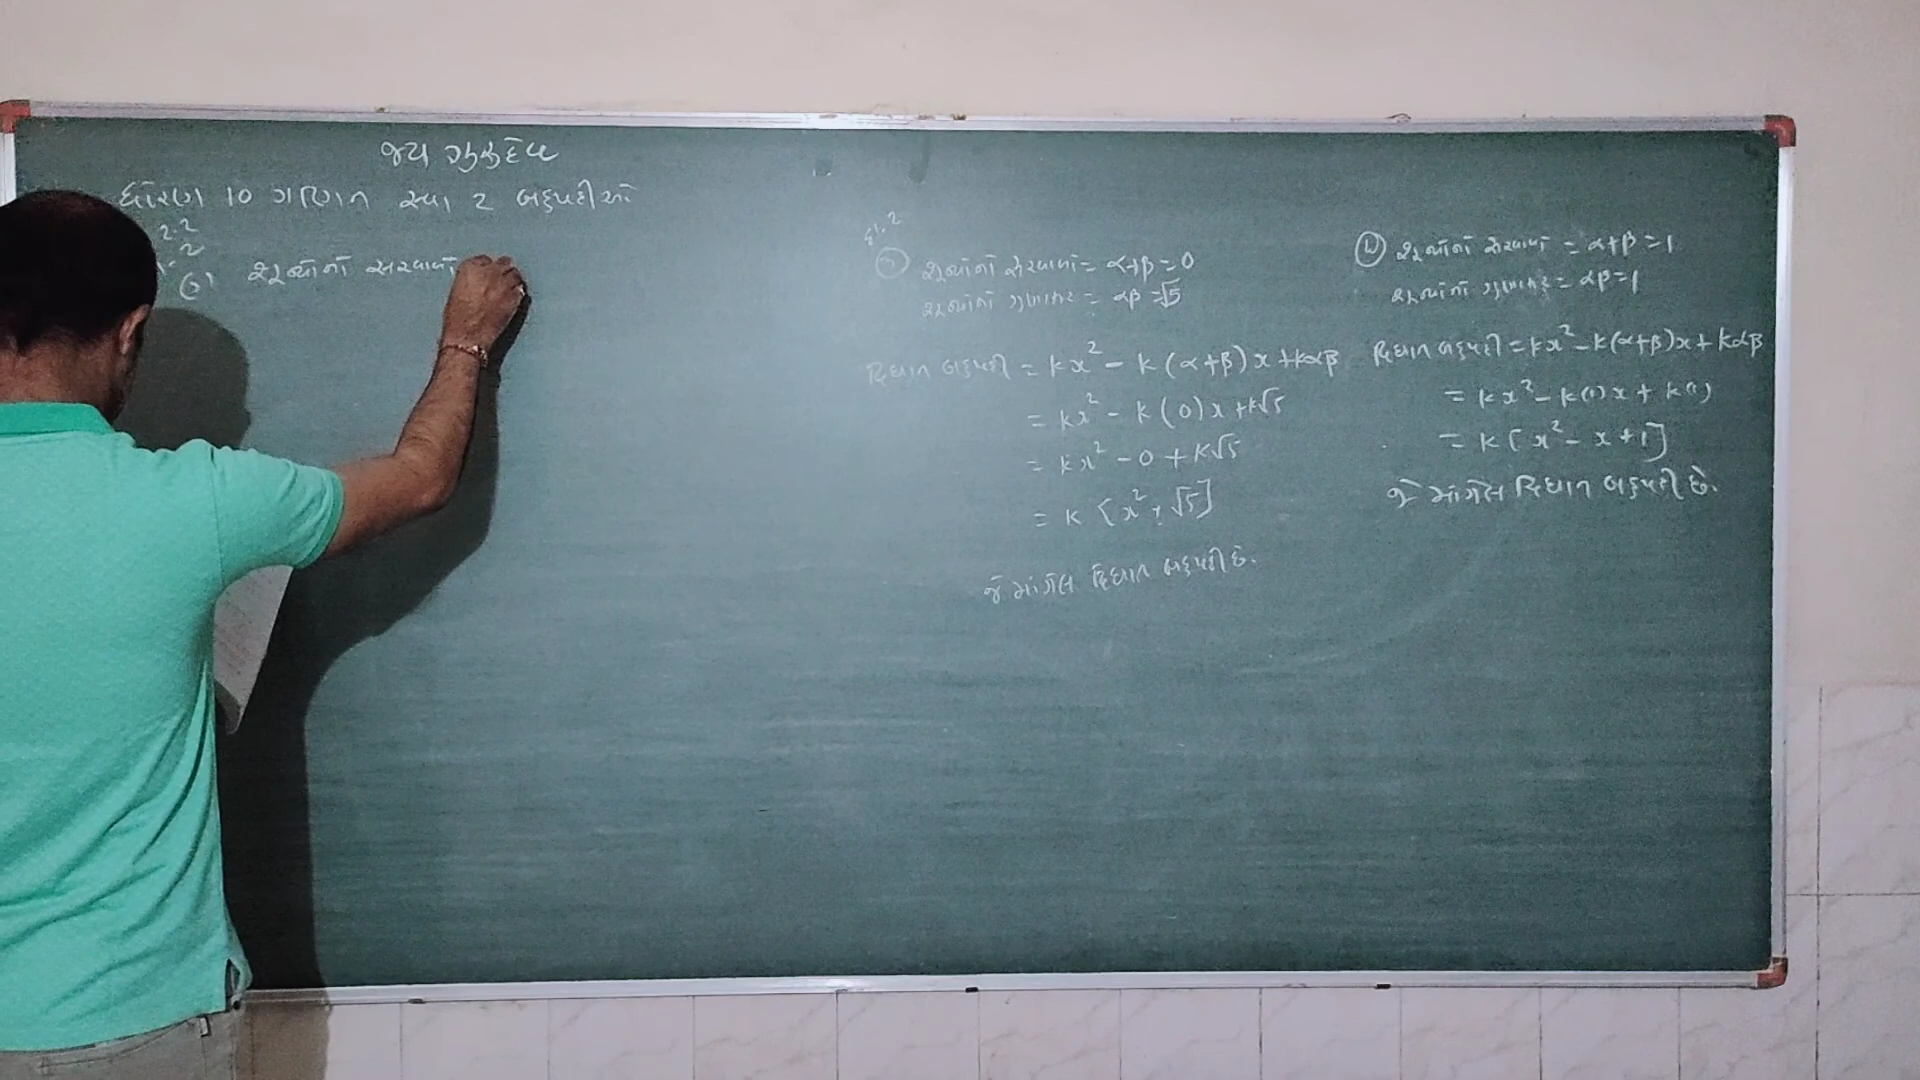 જય ગુરુદેવ
ધોરણ 10 ગણિત સ્વા 2 બહુપદીઓ
2.2
2
શૂન્યોનો સરવાળો
દા.2
શૂન્યોનો સરવાળો = α+β = 0
શૂન્યોનો ગુણાકાર = αβ = √5
દ્વિઘાત બહુપદી = kx² - k(α+β)x + kαβ
= kx² - k(0)x + k√5
= kx² - 0 + k√5
= k[x² + √5]
જે માંગેલ દ્વિઘાત બહુપદી છે.
શૂન્યોનો સરવાળો = α+β = 1
શૂન્યોનો ગુણાકાર = αβ = 1
દ્વિઘાત બહુપદી = kx² - k(α+β)x + kαβ
= kx² - k(1)x + k(1)
= k[x² - x + 1]
જે માંગેલ દ્વિઘાત બહુપદી છે.